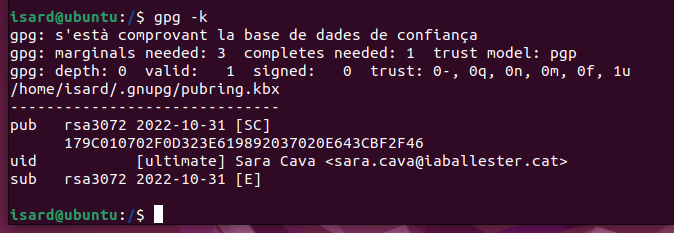 isard@ubuntu:/$ gpg -k
gpg: s'està comprovant la base de dades de confiança
gpg: marginals needed: 3  completes needed: 1  trust model: pgp
gpg: depth: 0  valid:   1  signed:   0  trust: 0-, 0q, 0n, 0m, 0f, 1u
/home/isard/.gnupg/pubring.kbx
------------------------------
pub   rsa3072 2022-10-31 [SC]
      179C010702F0D323E619892037020E643CBF2F46
uid           [ultimate] Sara Cava <sara.cava@iaballester.cat>
sub   rsa3072 2022-10-31 [E]
isard@ubuntu:/$